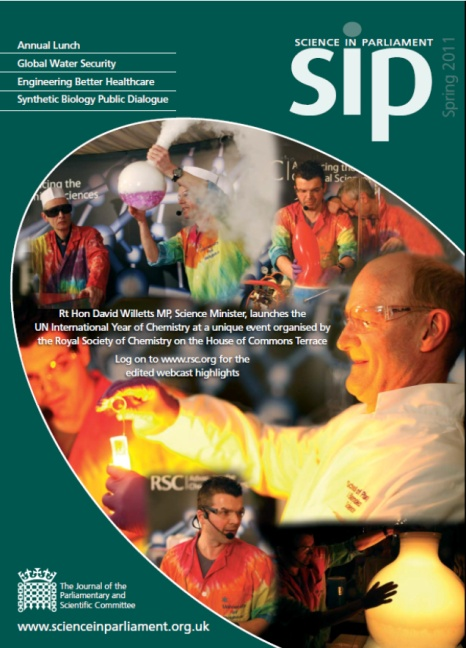 Annual Lunch
Global Water Security
Engineering Better Healthcare
Synthetic Biology Public Dialogue
SCIENCE IN PARLIAMENT
sip
Spring 2011
Rt Hon David Willetts MP, Science Minister, launches the
UN International Year of Chemistry at a unique event organised by
the Royal Society of Chemistry on the House of Commons Terrace
Log on to www.rsc.org for the
edited webcast highlights
RSC
The Journal of the
Parliamentary and
Scientific Committee
www.scienceinparliament.org.uk